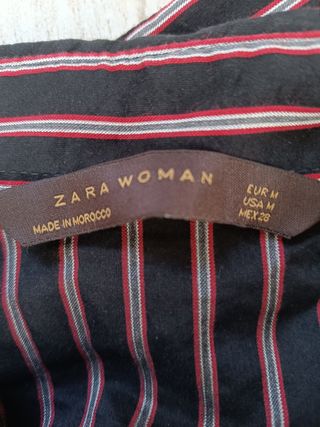 ZARA WOMAN
MADE IN MOROCCO
EUR M
USA M
MEX 28